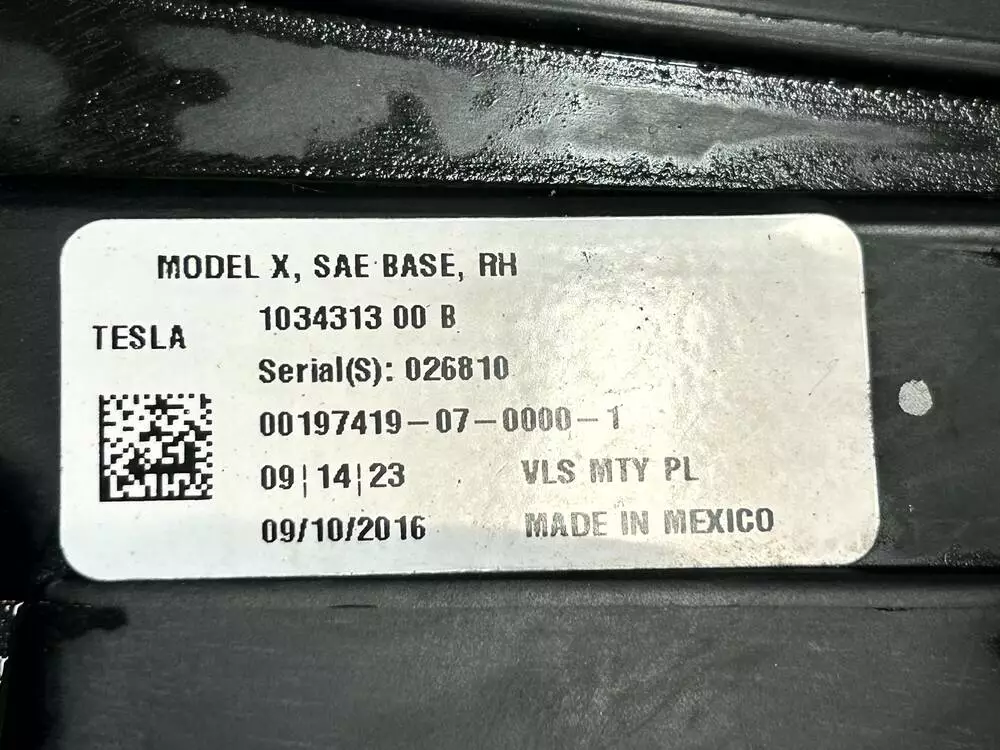 MODEL X, SAE BASE, RH
1034313 00 B
TESLA
Serial(S): 026810
00197419-07-0000-1
09|14|23 VLS MTY PL
09/10/2016 MADE IN MEXICO